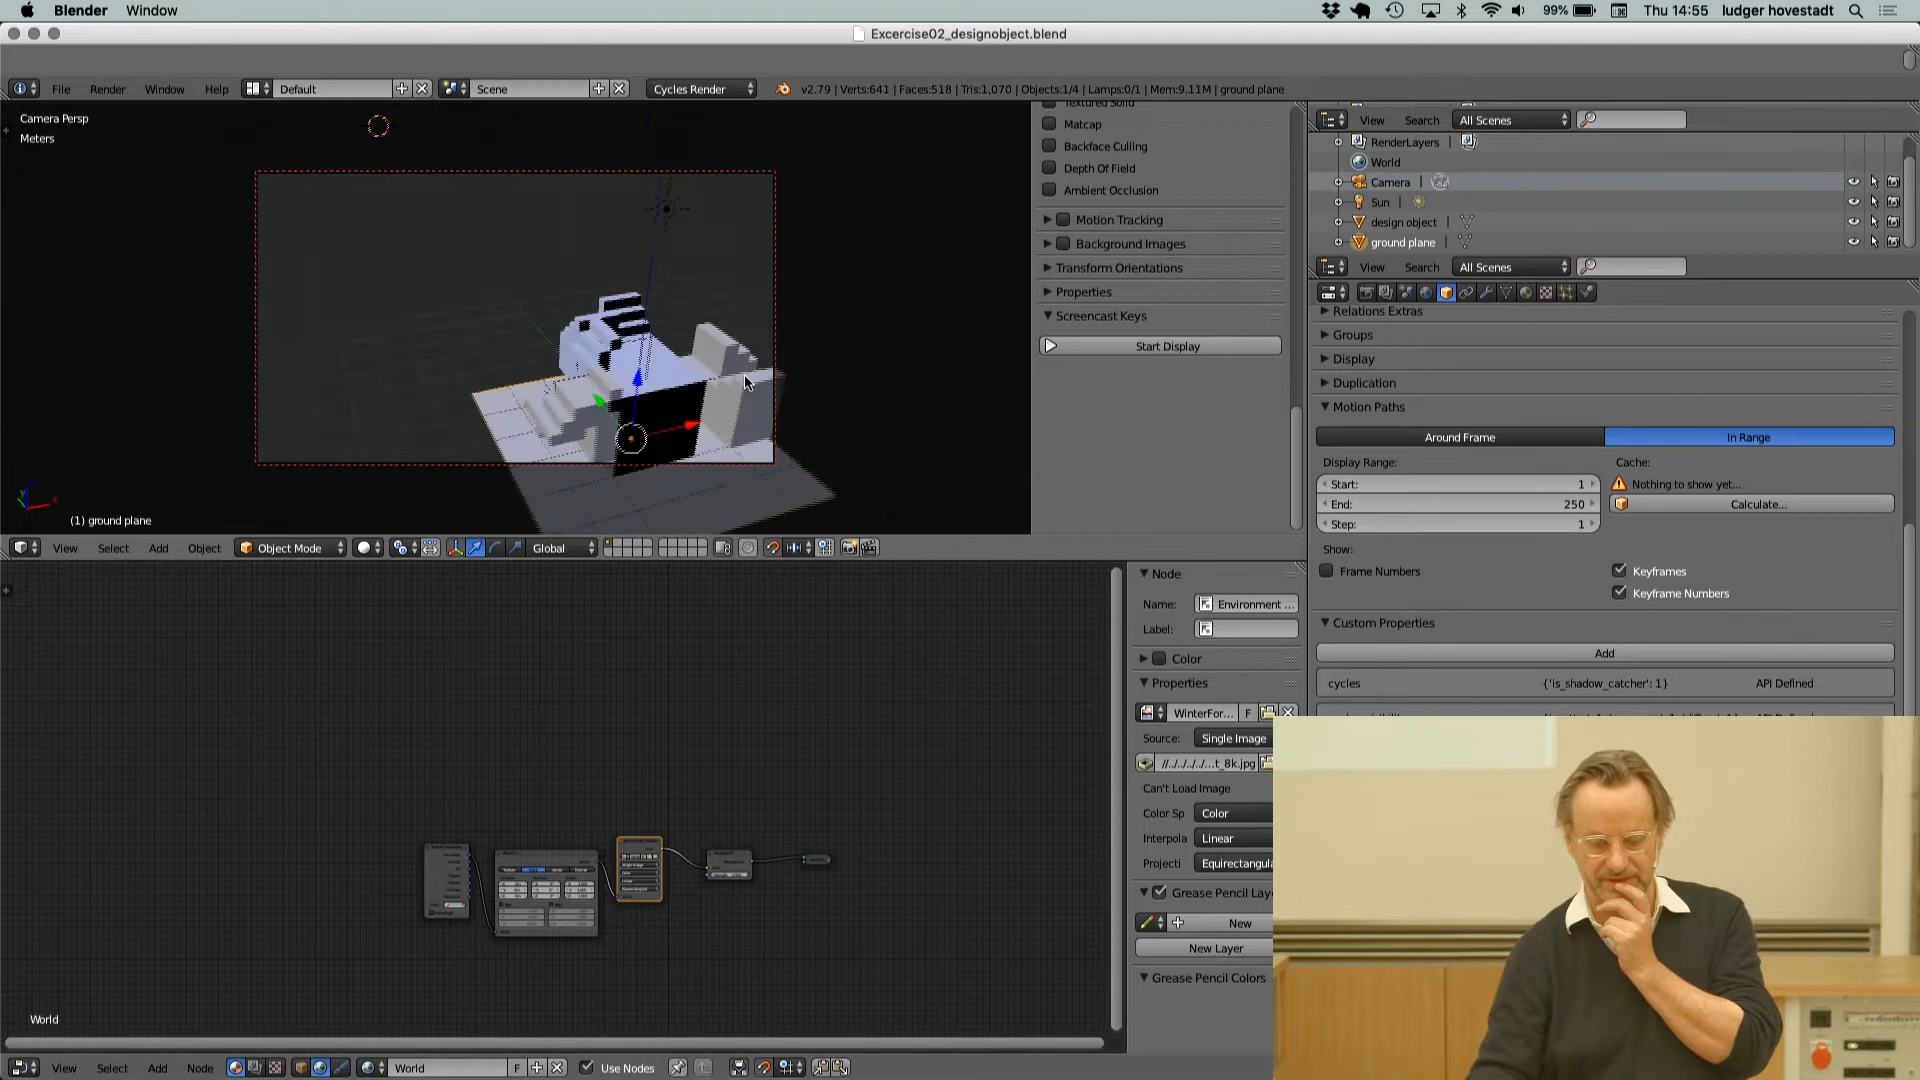 Blender Window 99% Thu 14:55 ludger hovestadt
Excercise02_designobject.blend
File Render Window Help Default Scene Cycles Render v2.79 | Verts:641 | Faces:518 | Tris:1,070 | Objects:1/4 | Lamps:0/1 | Mem:9.11M | ground plane
Camera Persp
Meters
(1) ground plane
Textured Solid
Matcap
Backface Culling
Depth Of Field
Ambient Occlusion
Motion Tracking
Background Images
Transform Orientations
Properties
Screencast Keys
Start Display
View Search All Scenes
RenderLayers
World
Camera
Sun
design object
ground plane
View Search All Scenes
Relations Extras
Groups
Display
Duplication
Motion Paths
Around Frame In Range
Display Range: Cache:
Start: 1 Nothing to show yet...
End: 250 Calculate...
Step: 1
Show:
Frame Numbers Keyframes
Keyframe Numbers
Custom Properties
Add
cycles {'is_shadow_catcher': 1} API Defined
View Select Add Object Object Mode Global
Node
Name: Environment ...
Label:
Color
Properties
WinterFor... F
Source: Single Image
//../../../../...t_8k.jpg
Can't Load Image
Color Sp Color
Interpola Linear
Projecti Equirectangula
Grease Pencil Laye
New
New Layer
Grease Pencil Colors
World
View Select Add Node World F Use Nodes